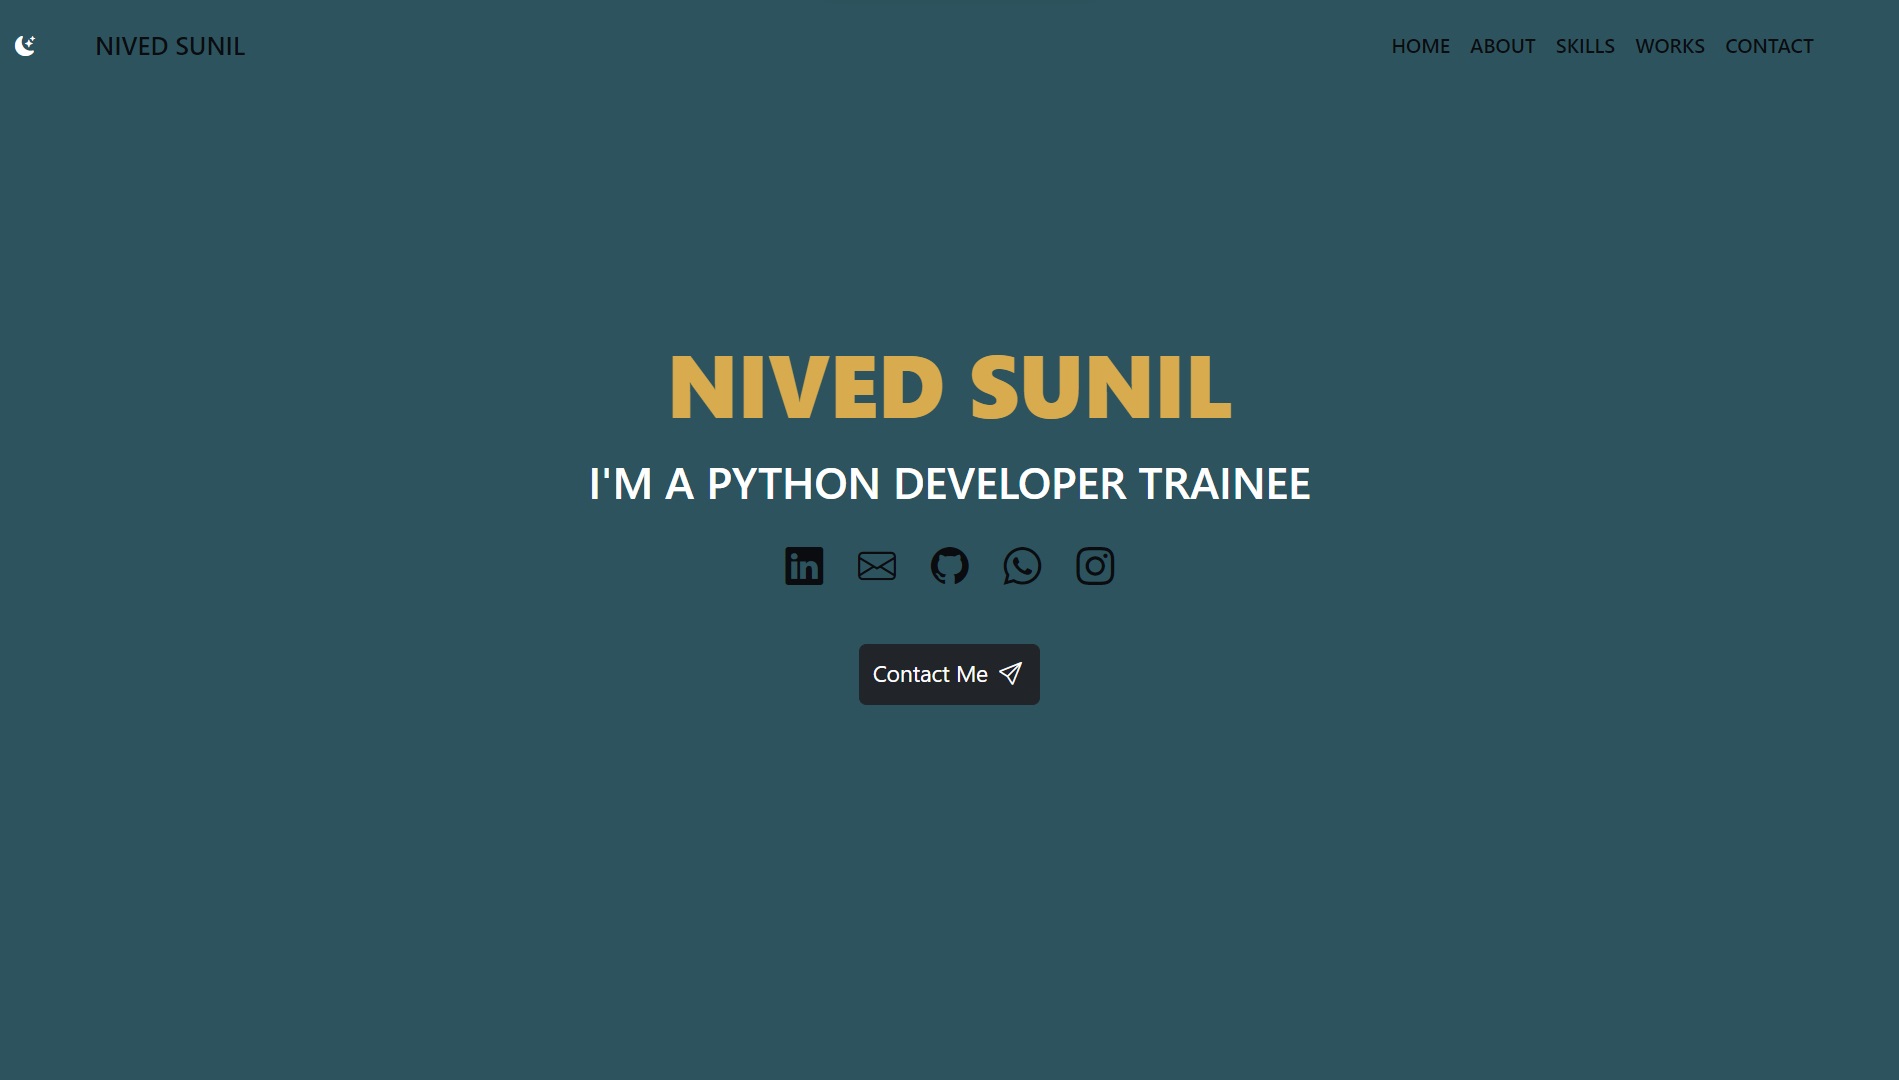 NIVED SUNIL
HOME ABOUT SKILLS WORKS CONTACT
NIVED SUNIL
I'M A PYTHON DEVELOPER TRAINEE
in
Contact Me